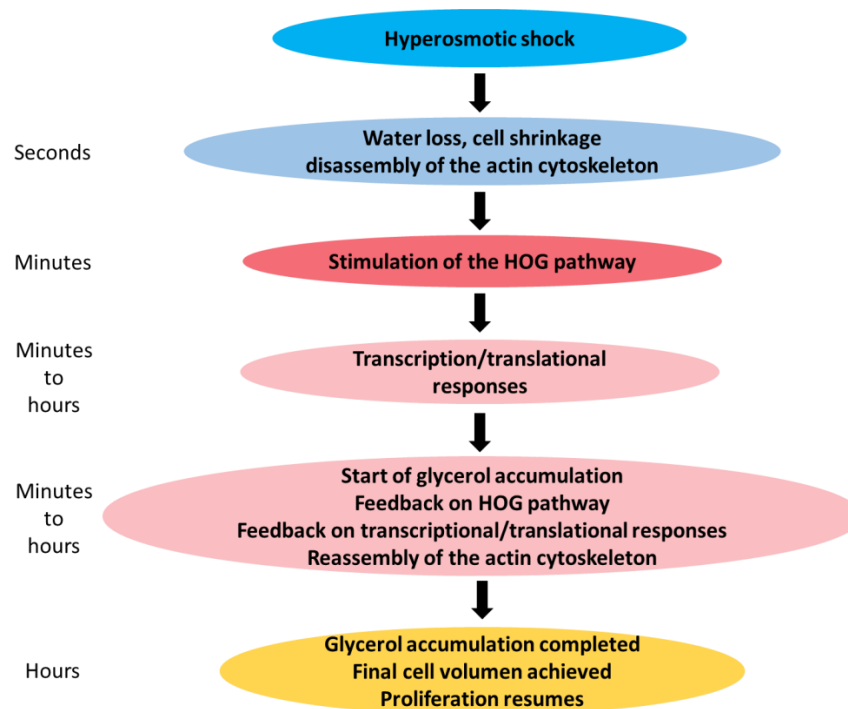 Hyperosmotic shock
Seconds
Water loss, cell shrinkage
disassembly of the actin cytoskeleton
Minutes
Stimulation of the HOG pathway
Minutes
to
hours
Transcription/translational
responses
Minutes
to
hours
Start of glycerol accumulation
Feedback on HOG pathway
Feedback on transcriptional/translational responses
Reassembly of the actin cytoskeleton
Hours
Glycerol accumulation completed
Final cell volumen achieved
Proliferation resumes